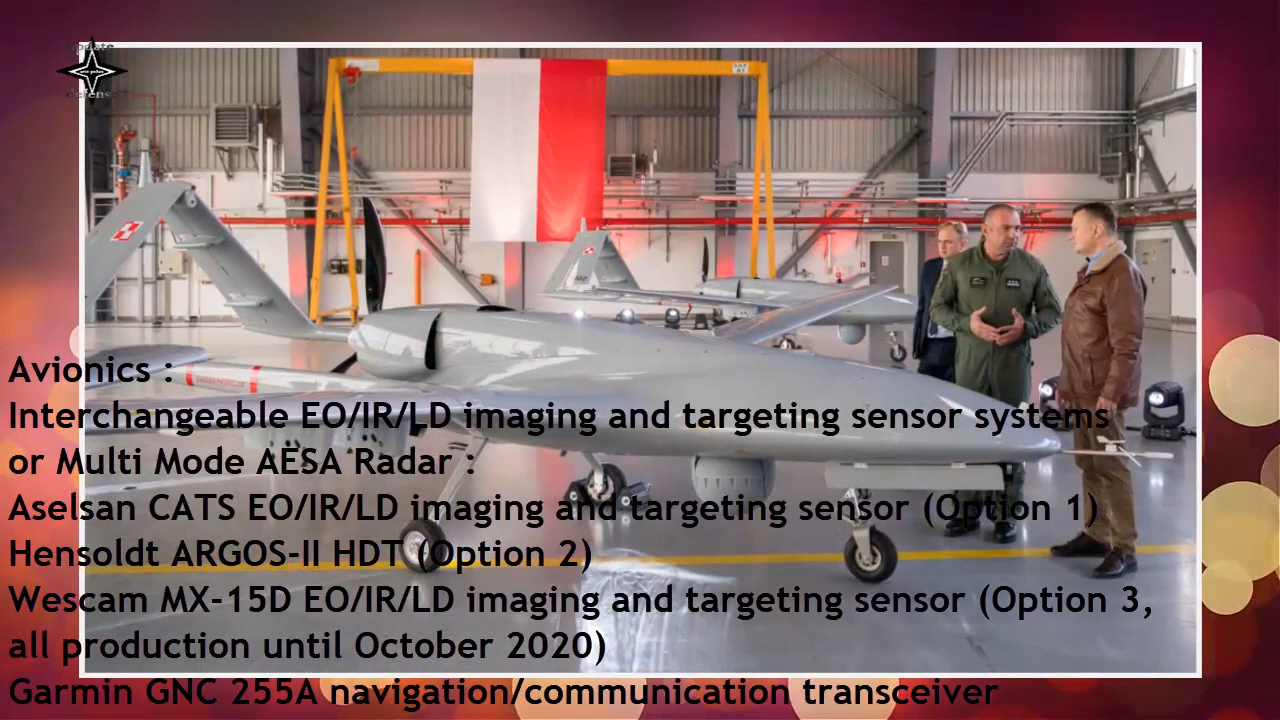 update
defense
Avionics :
Interchangeable EO/IR/LD imaging and targeting sensor systems
or Multi Mode AESA Radar :
Aselsan CATS EO/IR/LD imaging and targeting sensor (Option 1)
Hensoldt ARGOS-II HDT (Option 2)
Wescam MX-15D EO/IR/LD imaging and targeting sensor (Option 3,
all production until October 2020)
Garmin GNC 255A navigation/communication transceiver